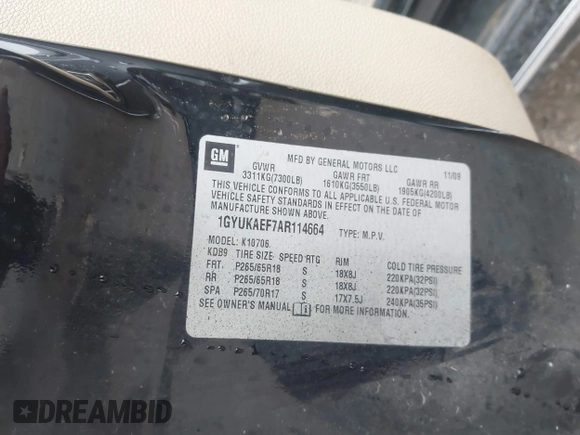 GM
MFD BY GENERAL MOTORS LLC 11/09
GVWR GAWR FRT GAWR RR
3311KG(7300LB) 1610KG(3550LB) 1905KG(4200LB)
THIS VEHICLE CONFORMS TO ALL APPLICABLE U.S. FEDERAL MOTOR
VEHICLE SAFETY STANDARDS IN EFFECT ON THE DATE OF
MANUFACTURE SHOWN ABOVE.
1GYUKAEF7AR114664 TYPE: M.P.V.
MODEL: K10706
KDB9 TIRE SIZE SPEED RTG RIM COLD TIRE PRESSURE
FRT. P265/65R18 S 18X8J 220KPA(32PSI)
RR P265/65R18 S 18X8J 220KPA(32PSI)
SPA P265/70R17 S 17X7.5J 240KPA(35PSI)
SEE OWNER'S MANUAL FOR MORE INFORMATION.
DREAMBID